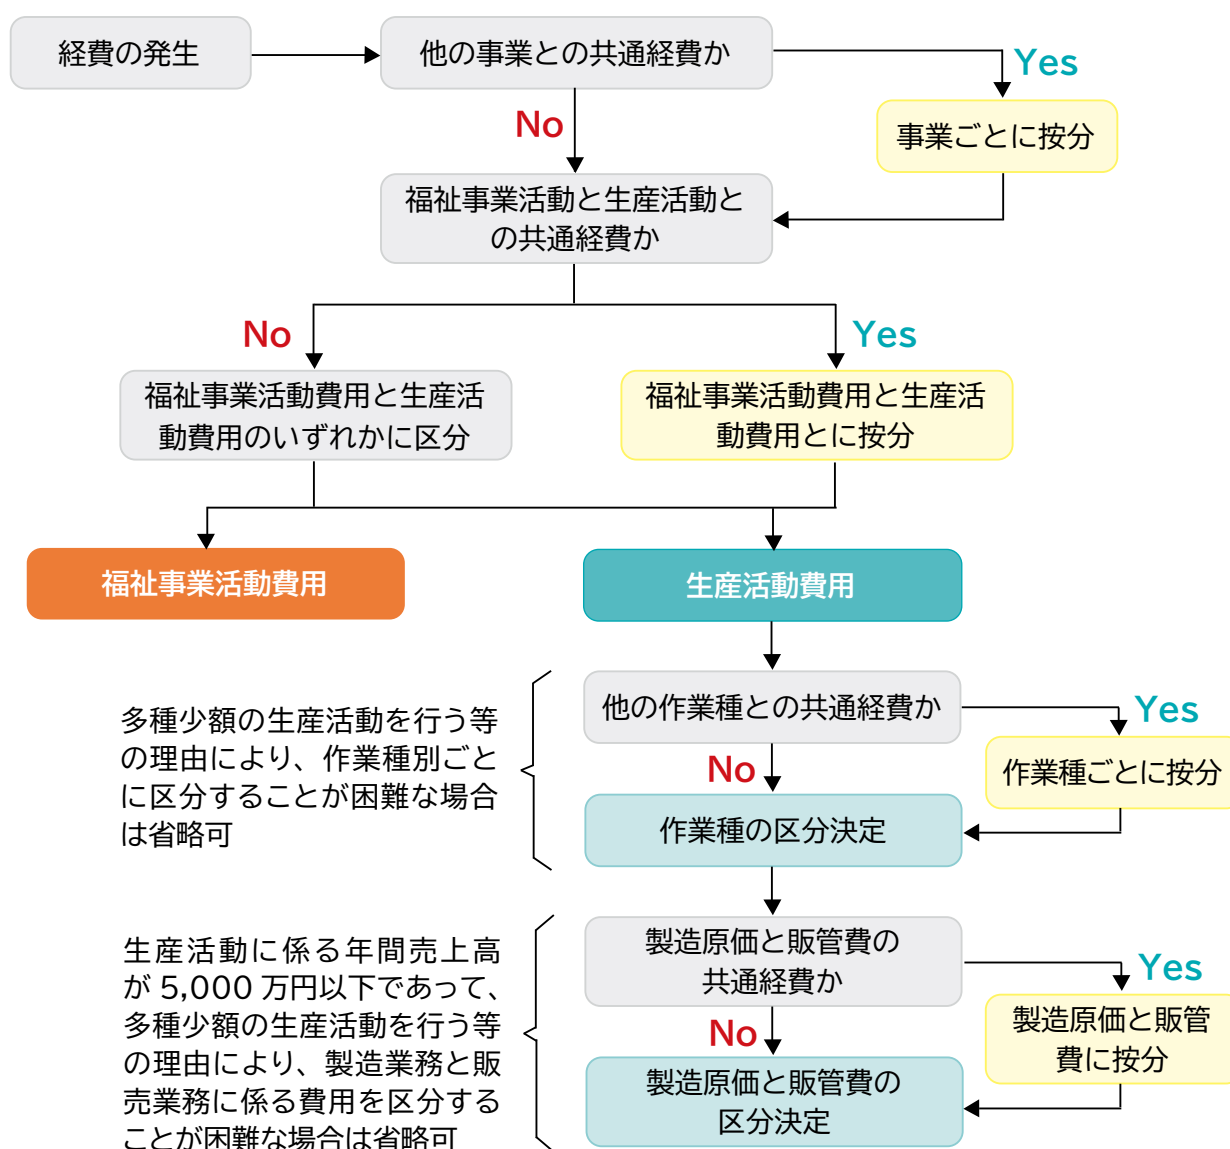 経費の発生
他の事業との共通経費か
Yes
No
事業ごとに按分
福祉事業活動と生産活動と
の共通経費か
No
Yes
福祉事業活動費用と生産活
動費用のいずれかに区分
福祉事業活動費用と生産活
動費用とに按分
福祉事業活動費用
生産活動費用
多種少額の生産活動を行う等
の理由により、作業種別ごと
に区分することが困難な場合
は省略可
他の作業種との共通経費か
Yes
No
作業種ごとに按分
作業種の区分決定
生産活動に係る年間売上高
が 5,000 万円以下であって、
多種少額の生産活動を行う等
の理由により、製造業務と販
売業務に係る費用を区分する
ことが困難な場合は省略可
製造原価と販管費の
共通経費か
Yes
No
製造原価と販管
費に按分
製造原価と販管費の
区分決定